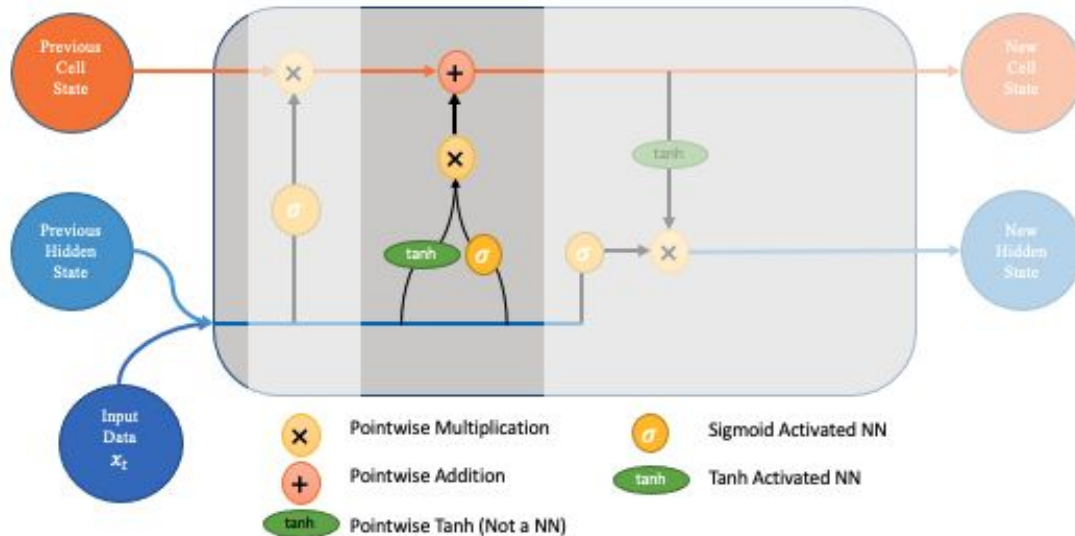 Previous
Cell
State
×
+
New
Cell
State
×
tanh
Previous
Hidden
State
σ
tanh
σ
σ
×
New
Hidden
State
Input
Data
x_t
× Pointwise Multiplication
σ Sigmoid Activated NN
+ Pointwise Addition
tanh Tanh Activated NN
tanh Pointwise Tanh (Not a NN)